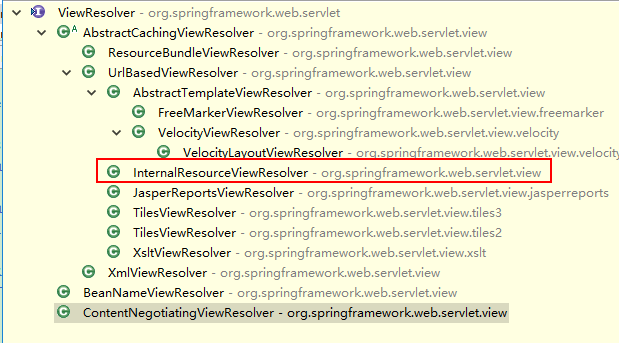 ViewResolver - org.springframework.web.servlet
AbstractCachingViewResolver - org.springframework.web.servlet.view
ResourceBundleViewResolver - org.springframework.web.servlet.view
UrlBasedViewResolver - org.springframework.web.servlet.view
AbstractTemplateViewResolver - org.springframework.web.servlet.view
FreeMarkerViewResolver - org.springframework.web.servlet.view.freemarker
VelocityViewResolver - org.springframework.web.servlet.view.velocity
VelocityLayoutViewResolver - org.springframework.web.servlet.view.velocity
InternalResourceViewResolver - org.springframework.web.servlet.view
JasperReportsViewResolver - org.springframework.web.servlet.view.jasperreports
TilesViewResolver - org.springframework.web.servlet.view.tiles3
TilesViewResolver - org.springframework.web.servlet.view.tiles2
XsltViewResolver - org.springframework.web.servlet.view.xslt
XmlViewResolver - org.springframework.web.servlet.view
BeanNameViewResolver - org.springframework.web.servlet.view
ContentNegotiatingViewResolver - org.springframework.web.servlet.view